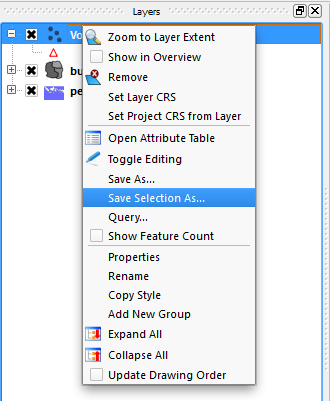 Layers
Vo
Zoom to Layer Extent
Show in Overview
bu
Remove
pe
Set Layer CRS
Set Project CRS from Layer
Open Attribute Table
Toggle Editing
Save As...
Save Selection As...
Query...
Show Feature Count
Properties
Rename
Copy Style
Add New Group
Expand All
Collapse All
Update Drawing Order